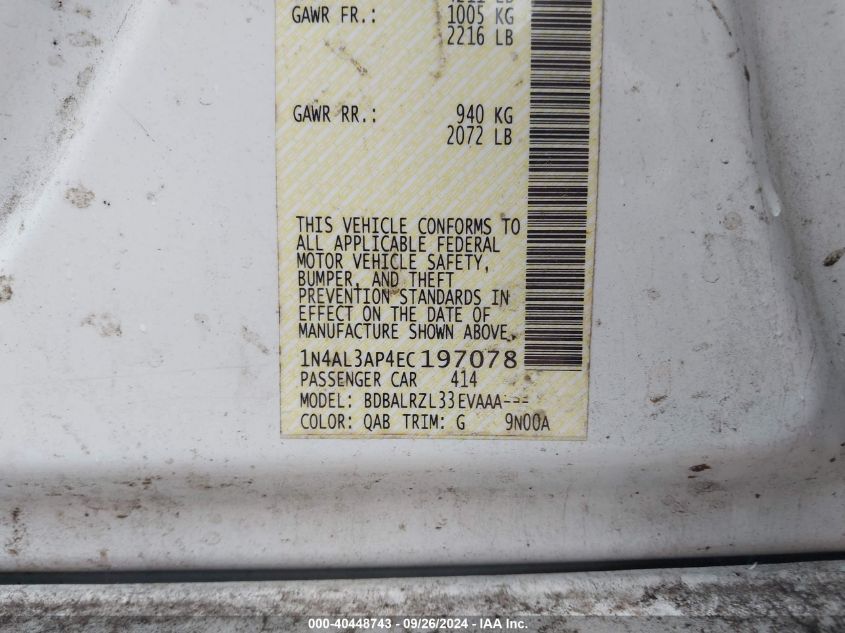 GAWR FR.: 1005 KG
2216 LB
GAWR RR.: 940 KG
2072 LB
THIS VEHICLE CONFORMS TO
ALL APPLICABLE FEDERAL
MOTOR VEHICLE SAFETY,
BUMPER, AND THEFT
PREVENTION STANDARDS IN
EFFECT ON THE DATE OF
MANUFACTURE SHOWN ABOVE.
1N4AL3AP4EC197078
PASSENGER CAR 414
MODEL: BDBALRZL33EVAAA---
COLOR: QAB TRIM: G 9N00A
000-40448743 - 09/26/2024 - IAA Inc.